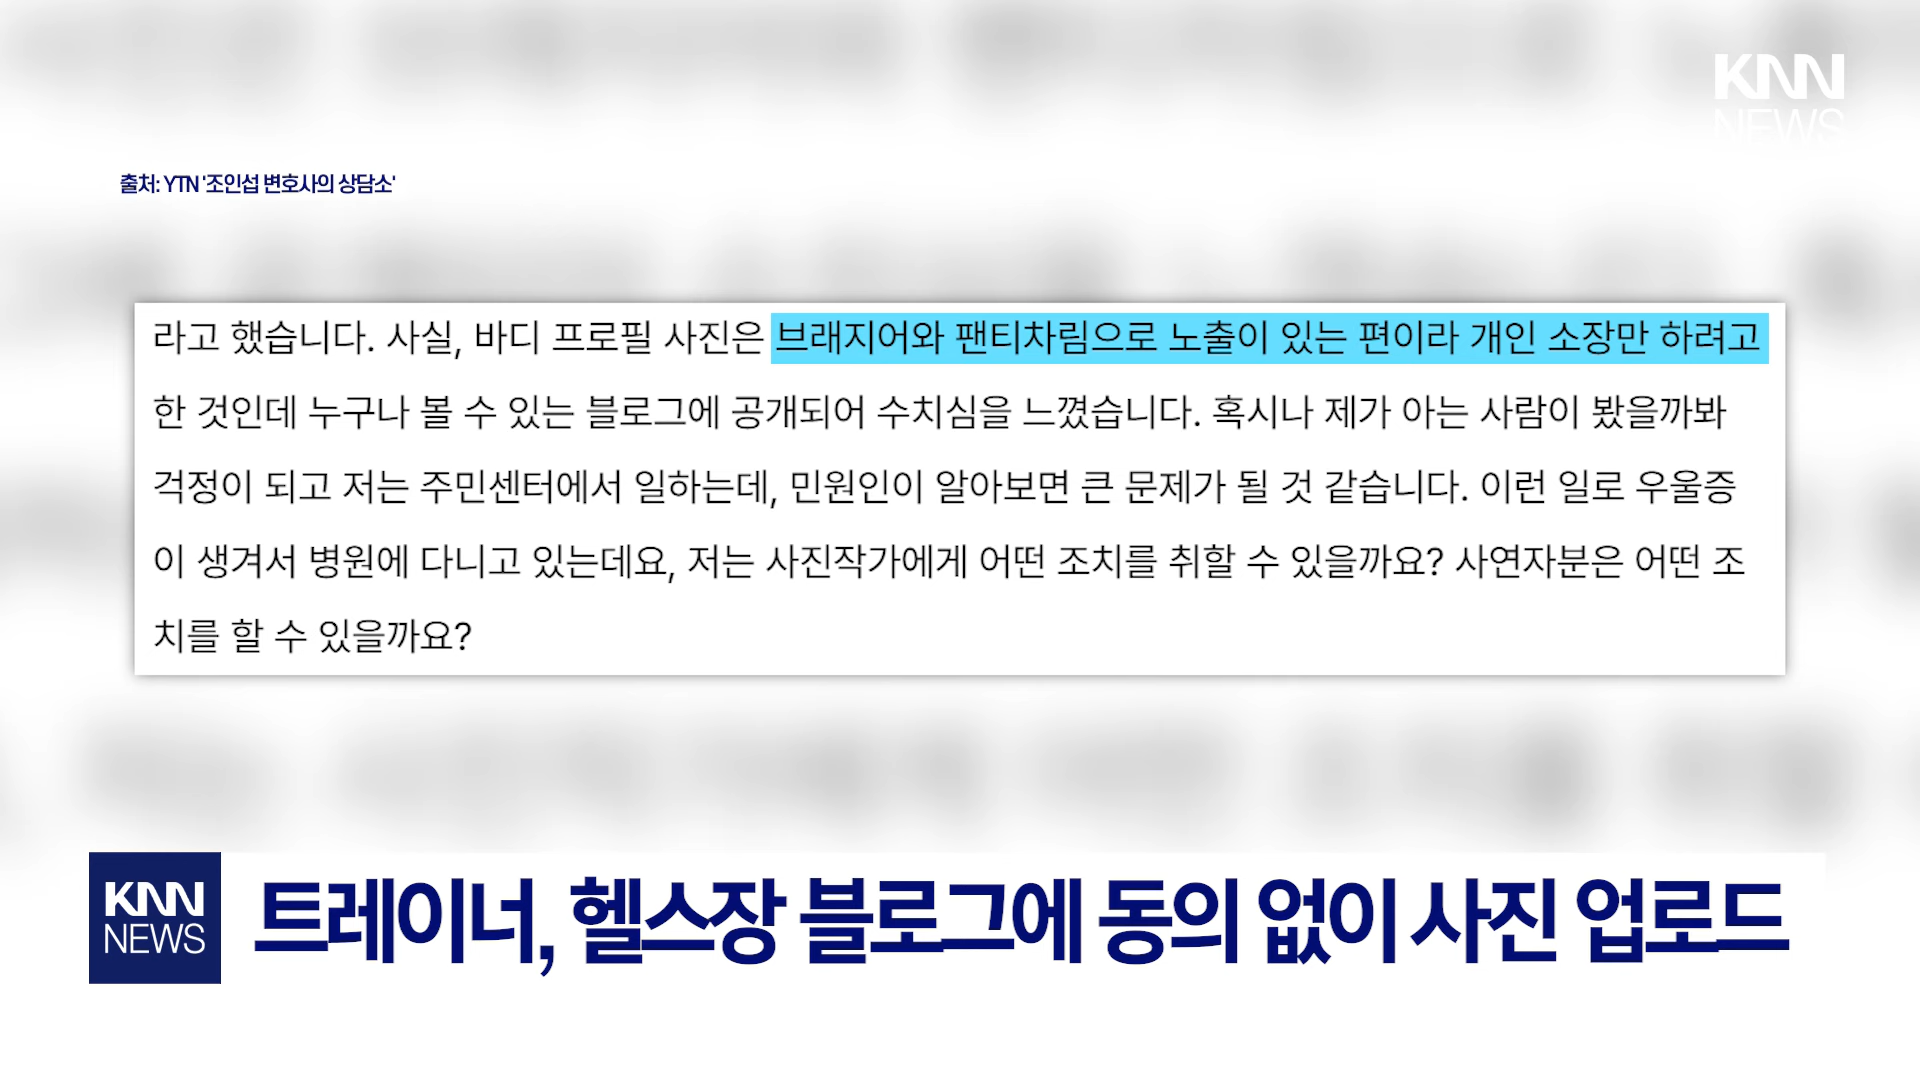 KNN
NEWS
출처: YTN '조인섭 변호사의 상담소'
라고 했습니다. 사실, 바디 프로필 사진은 브래지어와 팬티차림으로 노출이 있는 편이라 개인 소장만 하려고
한 것인데 누구나 볼 수 있는 블로그에 공개되어 수치심을 느꼈습니다. 혹시나 제가 아는 사람이 봤을까봐
걱정이 되고 저는 주민센터에서 일하는데, 민원인이 알아보면 큰 문제가 될 것 같습니다. 이런 일로 우울증
이 생겨서 병원에 다니고 있는데요, 저는 사진작가에게 어떤 조치를 취할 수 있을까요? 사연자분은 어떤 조
치를 할 수 있을까요?
KNN
NEWS
트레이너, 헬스장 블로그에 동의 없이 사진 업로드